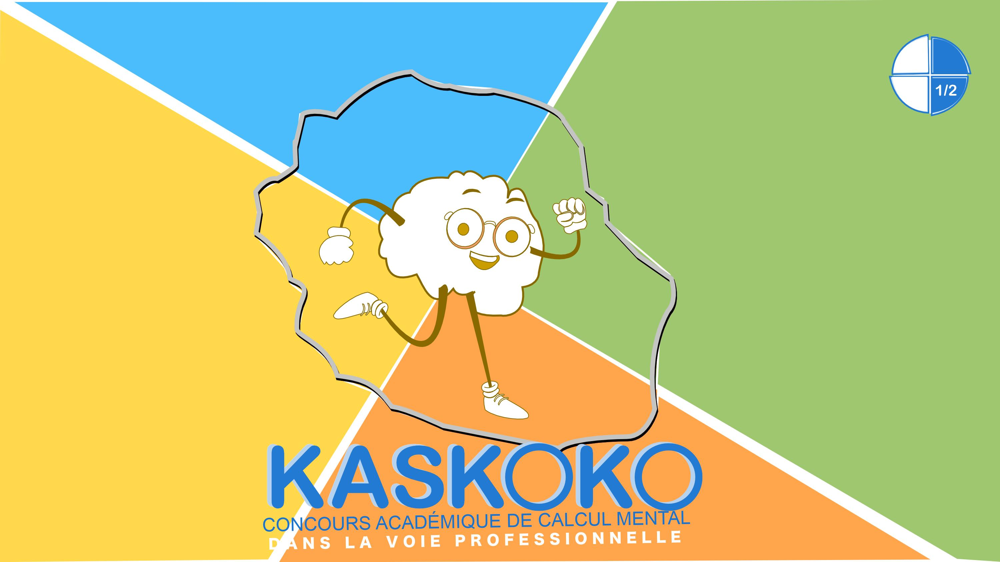 1/2
KASKOKO
CONCOURS ACADÉMIQUE DE CALCUL MENTAL
DANS LA VOIE PROFESSIONNELLE